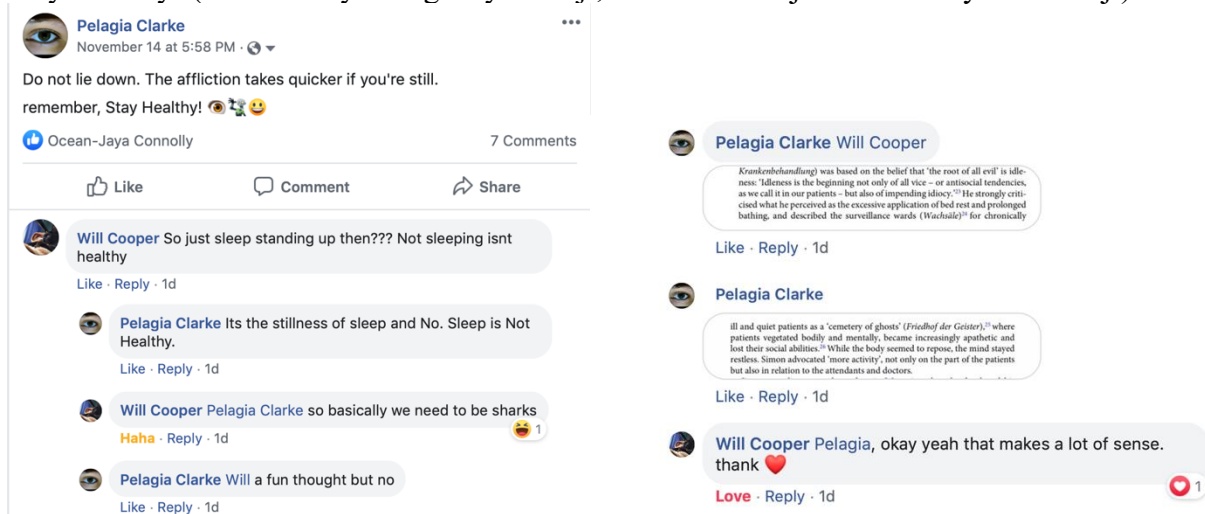 Pelagia Clarke
November 14 at 5:58 PM ·
Do not lie down. The affliction takes quicker if you're still.
remember, Stay Healthy! 👁️🧟😀
Ocean-Jaya Connolly 7 Comments
Like Comment Share
Will Cooper So just sleep standing up then??? Not sleeping isnt
healthy
Like · Reply · 1d
Pelagia Clarke Its the stillness of sleep and No. Sleep is Not
Healthy.
Like · Reply · 1d
Will Cooper Pelagia Clarke so basically we need to be sharks
😆 1
Haha · Reply · 1d
Pelagia Clarke Will a fun thought but no
Like · Reply · 1d
Pelagia Clarke Will Cooper
Krankenbehandlung) was based on the belief that 'the root of all evil' is idle-
ness: 'Idleness is the beginning not only of all vice – or antisocial tendencies,
as we call it in our patients – but also of impending idiocy.'²³ He strongly criti-
cised what he perceived as the excessive application of bed rest and prolonged
bathing, and described the surveillance wards (Wachsäle)²⁴ for chronically
Like · Reply · 1d
Pelagia Clarke
ill and quiet patients as a 'cemetery of ghosts' (Friedhof der Geister),²⁵ where
patients vegetated bodily and mentally, became increasingly apathetic and
lost their social abilities.²⁶ While the body seemed to repose, the mind stayed
restless. Simon advocated 'more activity', not only on the part of the patients
but also in relation to the attendants and doctors.
Like · Reply · 1d
Will Cooper Pelagia, okay yeah that makes a lot of sense.
thank ❤️
1
Love · Reply · 1d